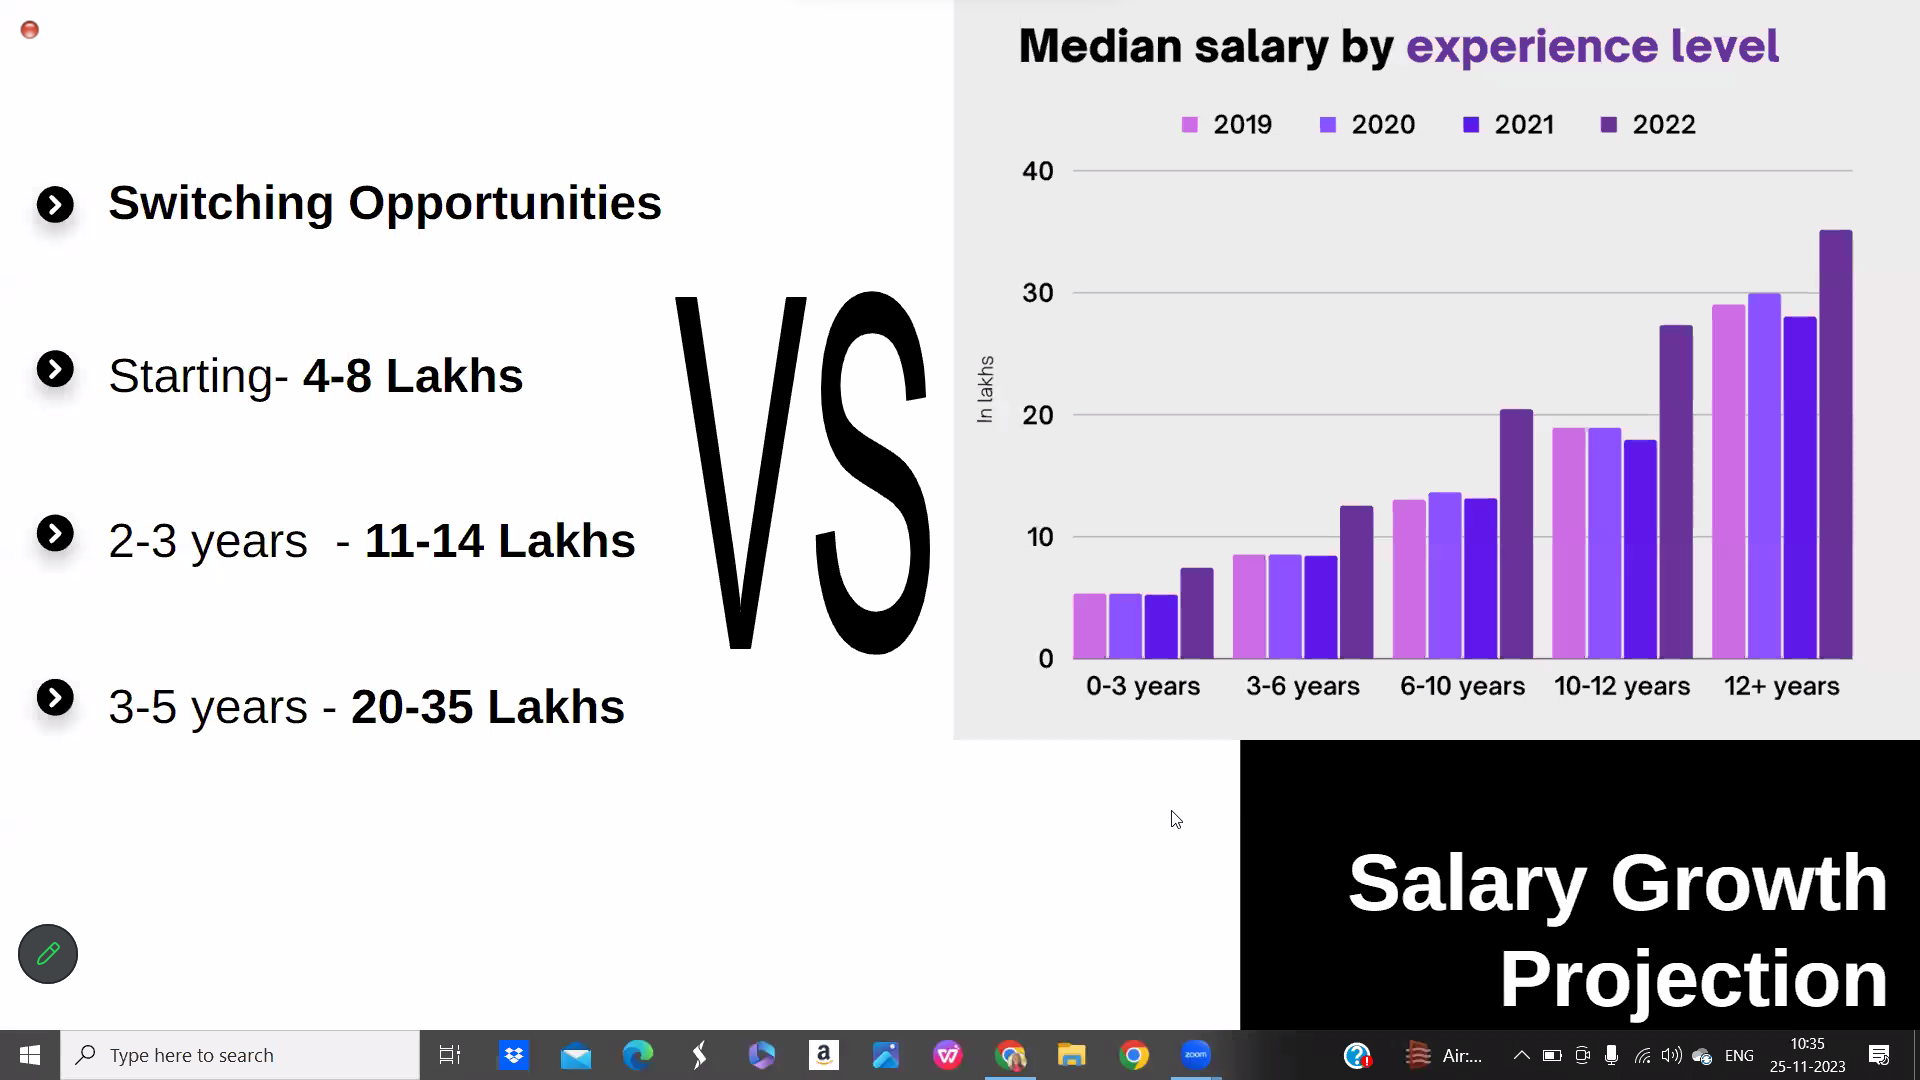 Switching Opportunities
Starting- 4-8 Lakhs
2-3 years - 11-14 Lakhs
3-5 years - 20-35 Lakhs
VS
Median salary by experience level
2019 2020 2021 2022
In lakhs
40
30
20
10
0
0-3 years 3-6 years 6-10 years 10-12 years 12+ years
Salary Growth
Projection
Type here to search
a
zoom
Air:...
ENG
10:35
25-11-2023